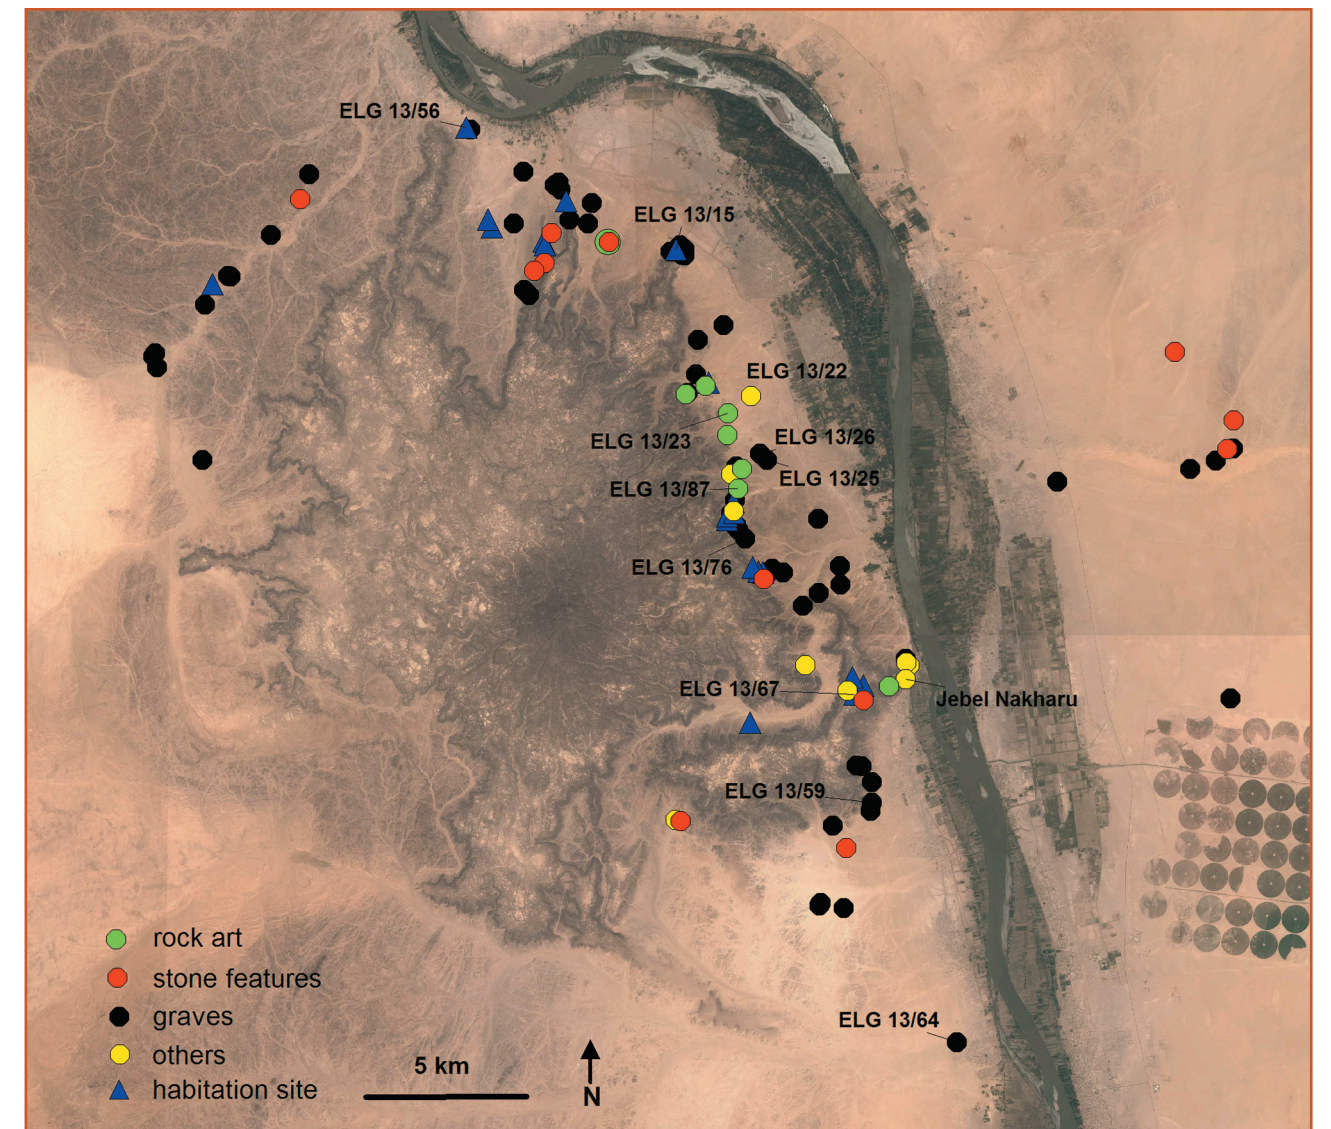 ELG 13/56
ELG 13/15
ELG 13/22
ELG 13/23
ELG 13/26
ELG 13/25
ELG 13/87
ELG 13/76
ELG 13/67
Jebel Nakharu
ELG 13/59
rock art
stone features
graves
others
habitation site
5 km
N
ELG 13/64